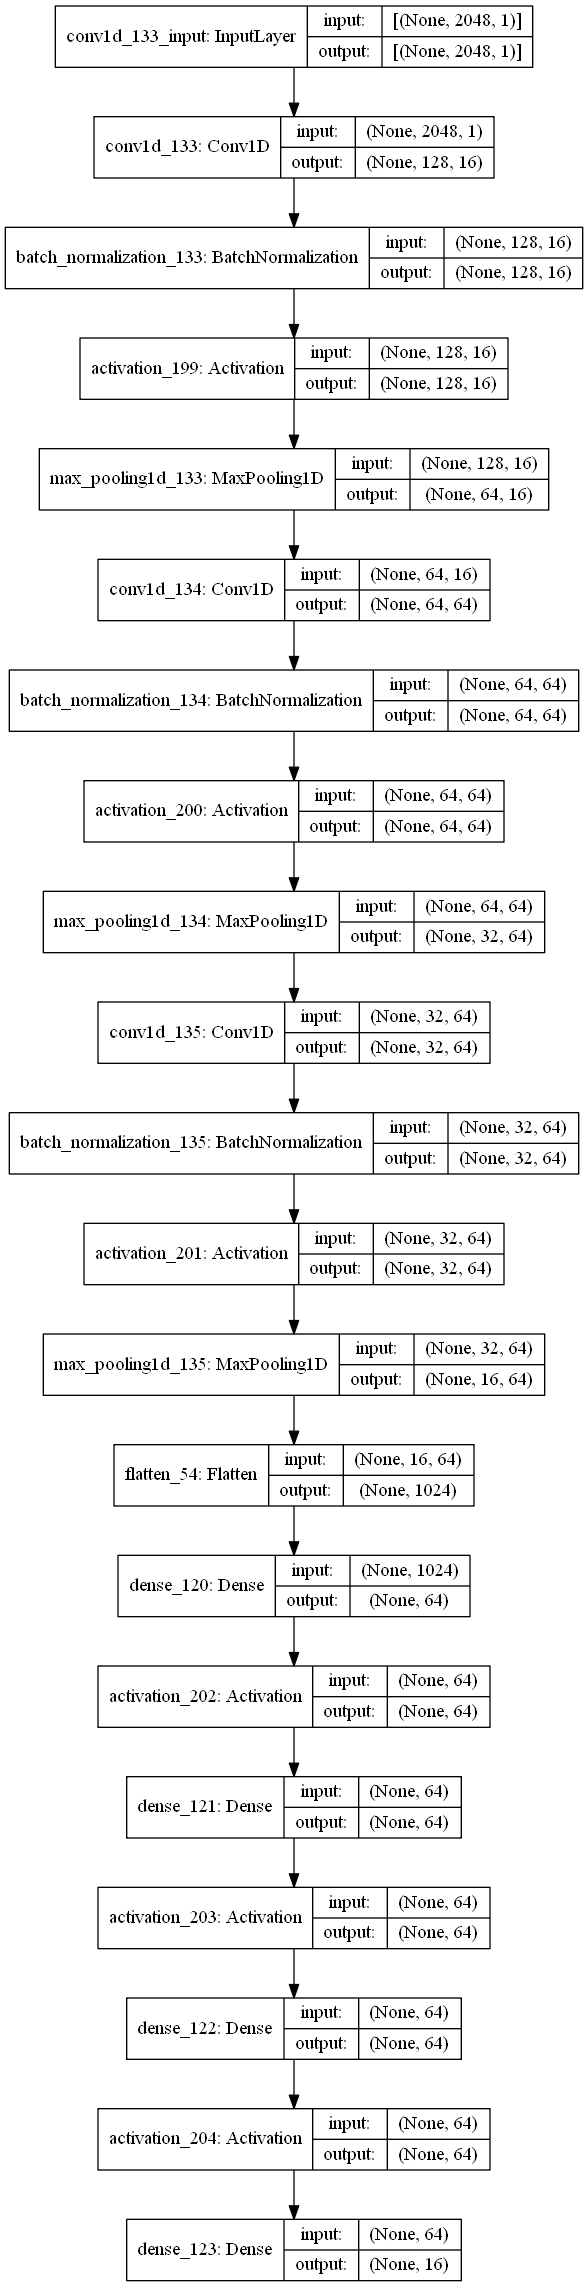 conv1d_133_input: InputLayer
input: [(None, 2048, 1)]
output: [(None, 2048, 1)]
conv1d_133: Conv1D
input: (None, 2048, 1)
output: (None, 128, 16)
batch_normalization_133: BatchNormalization
input: (None, 128, 16)
output: (None, 128, 16)
activation_199: Activation
input: (None, 128, 16)
output: (None, 128, 16)
max_pooling1d_133: MaxPooling1D
input: (None, 128, 16)
output: (None, 64, 16)
conv1d_134: Conv1D
input: (None, 64, 16)
output: (None, 64, 64)
batch_normalization_134: BatchNormalization
input: (None, 64, 64)
output: (None, 64, 64)
activation_200: Activation
input: (None, 64, 64)
output: (None, 64, 64)
max_pooling1d_134: MaxPooling1D
input: (None, 64, 64)
output: (None, 32, 64)
conv1d_135: Conv1D
input: (None, 32, 64)
output: (None, 32, 64)
batch_normalization_135: BatchNormalization
input: (None, 32, 64)
output: (None, 32, 64)
activation_201: Activation
input: (None, 32, 64)
output: (None, 32, 64)
max_pooling1d_135: MaxPooling1D
input: (None, 32, 64)
output: (None, 16, 64)
flatten_54: Flatten
input: (None, 16, 64)
output: (None, 1024)
dense_120: Dense
input: (None, 1024)
output: (None, 64)
activation_202: Activation
input: (None, 64)
output: (None, 64)
dense_121: Dense
input: (None, 64)
output: (None, 64)
activation_203: Activation
input: (None, 64)
output: (None, 64)
dense_122: Dense
input: (None, 64)
output: (None, 64)
activation_204: Activation
input: (None, 64)
output: (None, 64)
dense_123: Dense
input: (None, 64)
output: (None, 16)